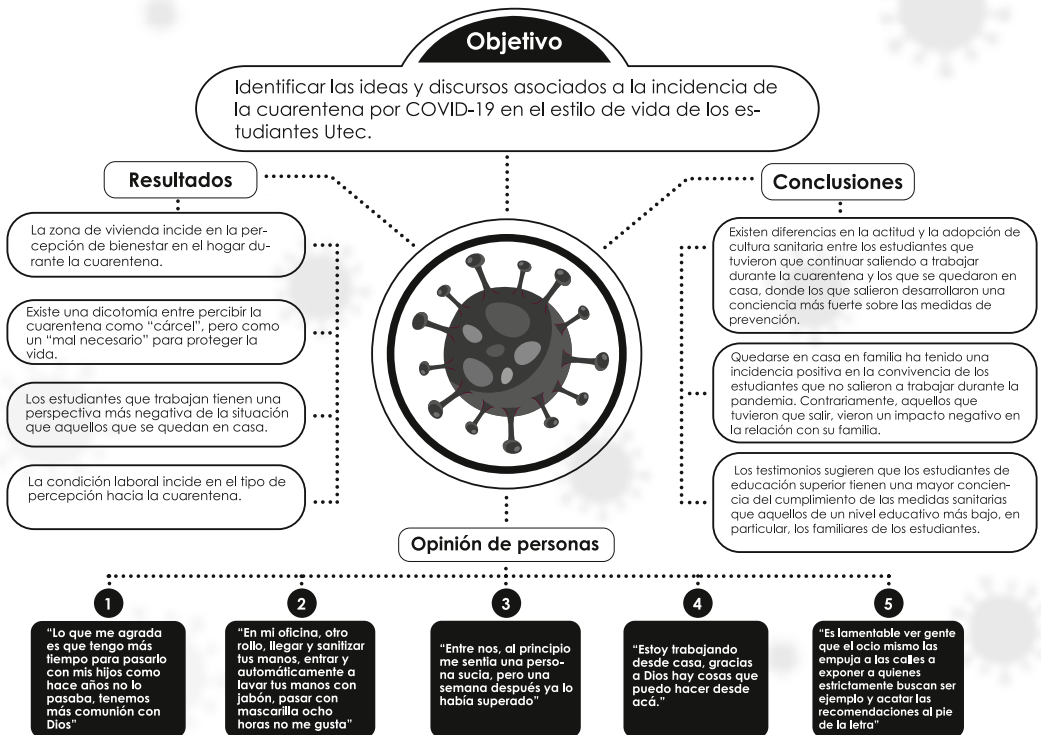 Objetivo
Identificar las ideas y discursos asociados a la incidencia de
la cuarentena por COVID-19 en el estilo de vida de los es-
tudiantes Utec.
Resultados
La zona de vivienda incide en la per-
cepción de bienestar en el hogar du-
rante la cuarentena.
Existe una dicotomía entre percibir la
cuarentena como “cárcel”, pero como
un “mal necesario” para proteger la
vida.
Los estudiantes que trabajan tienen una
perspectiva más negativa de la situación
que aquellos que se quedan en casa.
La condición laboral incide en el tipo de
percepción hacia la cuarentena.
Conclusiones
Existen diferencias en la actitud y la adopción de
cultura sanitaria entre los estudiantes que
tuvieron que continuar saliendo a trabajar
durante la cuarentena y los que se quedaron en
casa, donde los que salieron desarrollaron una
conciencia más fuerte sobre las medidas de
prevención.
Quedarse en casa en familia ha tenido una
incidencia positiva en la convivencia de los
estudiantes que no salieron a trabajar durante la
pandemia. Contrariamente, aquellos que
tuvieron que salir, vieron un impacto negativo en
la relación con su familia.
Los testimonios sugieren que los estudiantes de
educación superior tienen una mayor concien-
cia del cumplimiento de las medidas sanitarias
que aquellos de un nivel educativo más bajo, en
particular, los familiares de los estudiantes.
Opinión de personas
1
“Lo que me agrada
es que tengo más
tiempo para pasarlo
con mis hijos como
hace años no lo
pasaba, tenemos
más comunión con
Dios”
2
“En mi oficina, otro
rollo, llegar y sanitizar
tus manos, entrar y
automáticamente a
lavar tus manos con
jabón, pasar con
mascarilla ocho
horas no me gusta”
3
“Entre nos, al principio
me sentia una perso-
na sucia, pero una
semana después ya lo
había superado”
4
“Estoy trabajando
desde casa, gracias
a Dios hay cosas que
puedo hacer desde
acá.”
5
“Es lamentable ver gente
que el ocio mismo las
empuja a las calles a
exponer a quienes
estrictamente buscan ser
ejemplo y acatar las
recomendaciones al pie
de la letra”